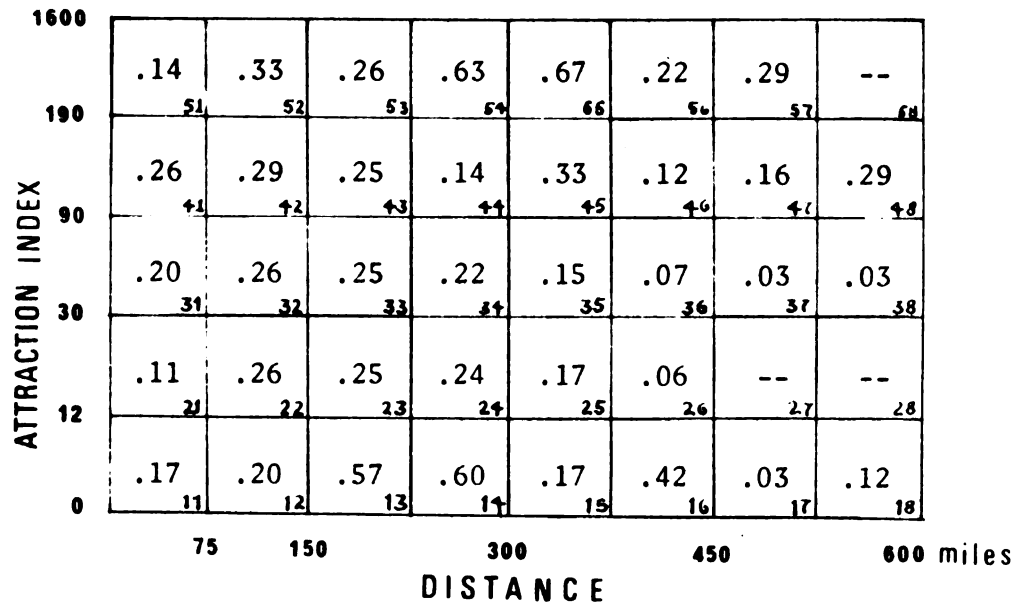 1600
.14 .33 .26 .63 .67 .22 .29 --
51 52 53 54 56 57
190
.26 .29 .25 .14 .33 .12 .16 .29
41 42 43 44 45 46 47 48
90
.20 .26 .25 .22 .15 .07 .03 .03
31 32 33 34 35 36 37 38
30
.11 .26 .25 .24 .17 .06 -- --
21 22 23 24 25 26 27 28
12
.17 .20 .57 .60 .17 .42 .03 .12
11 12 13 14 15 16 17 18
0
ATTRACTION INDEX
75 150 300 450 600 miles
DISTANCE